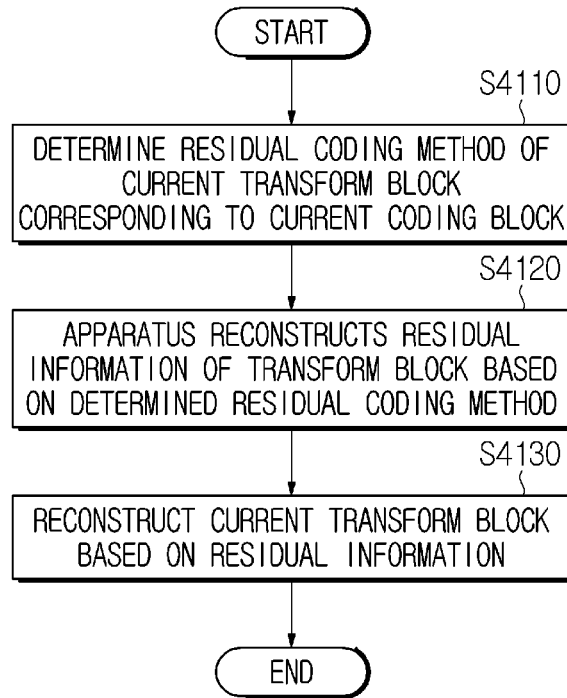 START
S4110
DETERMINE RESIDUAL CODING METHOD OF
CURRENT TRANSFORM BLOCK
CORRESPONDING TO CURRENT CODING BLOCK
S4120
APPARATUS RECONSTRUCTS RESIDUAL
INFORMATION OF TRANSFORM BLOCK BASED
ON DETERMINED RESIDUAL CODING METHOD
S4130
RECONSTRUCT CURRENT TRANSFORM BLOCK
BASED ON RESIDUAL INFORMATION
END